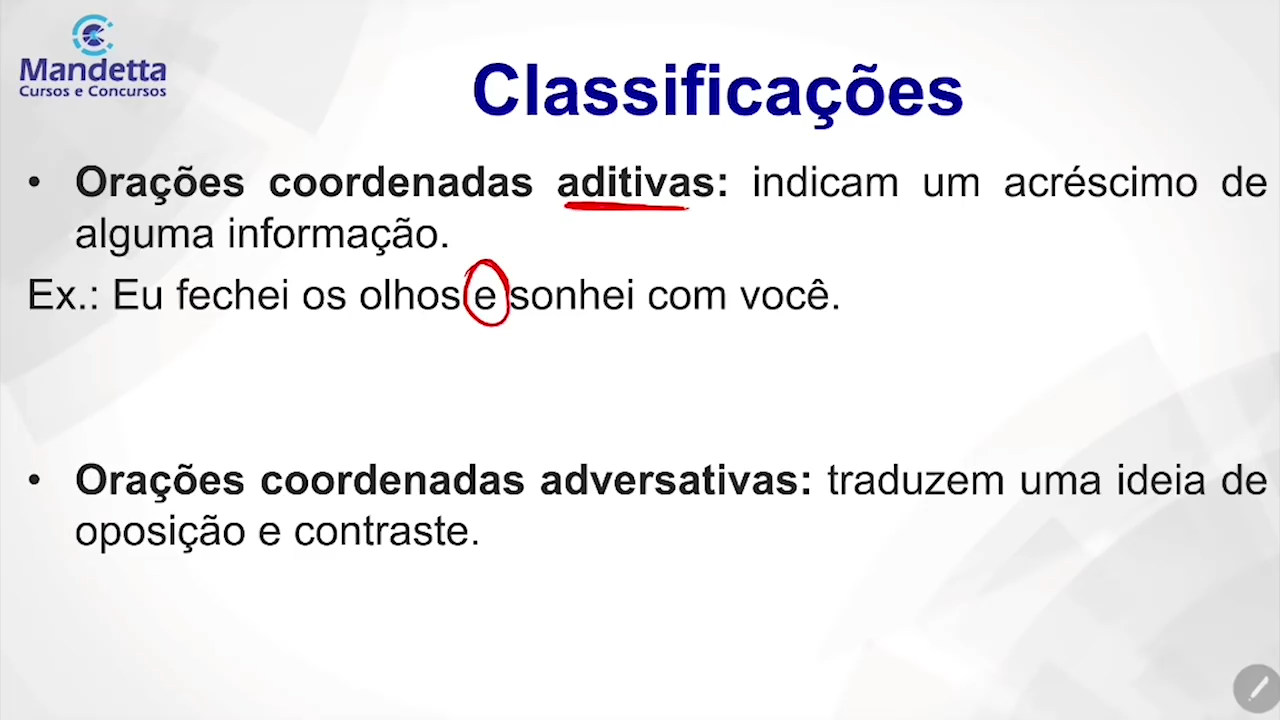 Mandetta
Cursos e Concursos
Classificações
• Orações coordenadas aditivas: indicam um acréscimo de
alguma informação.
Ex.: Eu fechei os olhos e sonhei com você.
• Orações coordenadas adversativas: traduzem uma ideia de
oposição e contraste.